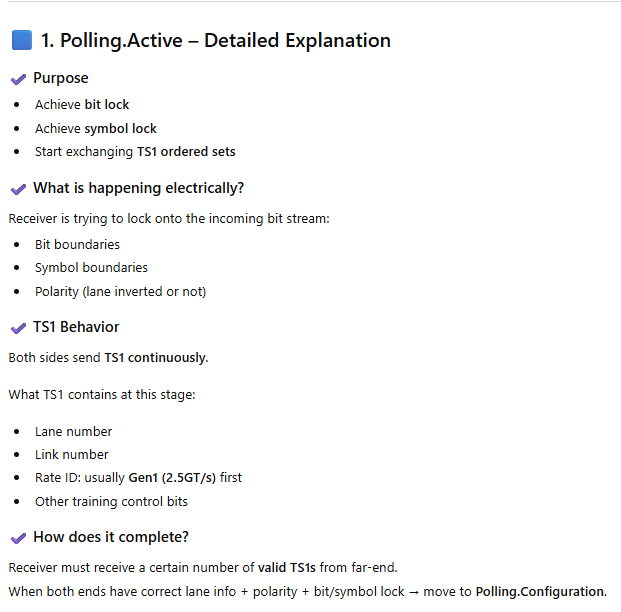 1. Polling.Active – Detailed Explanation
Purpose
Achieve bit lock
Achieve symbol lock
Start exchanging TS1 ordered sets
What is happening electrically?
Receiver is trying to lock onto the incoming bit stream:
Bit boundaries
Symbol boundaries
Polarity (lane inverted or not)
TS1 Behavior
Both sides send TS1 continuously.
What TS1 contains at this stage:
Lane number
Link number
Rate ID: usually Gen1 (2.5GT/s) first
Other training control bits
How does it complete?
Receiver must receive a certain number of valid TS1s from far-end.
When both ends have correct lane info + polarity + bit/symbol lock → move to Polling.Configuration.